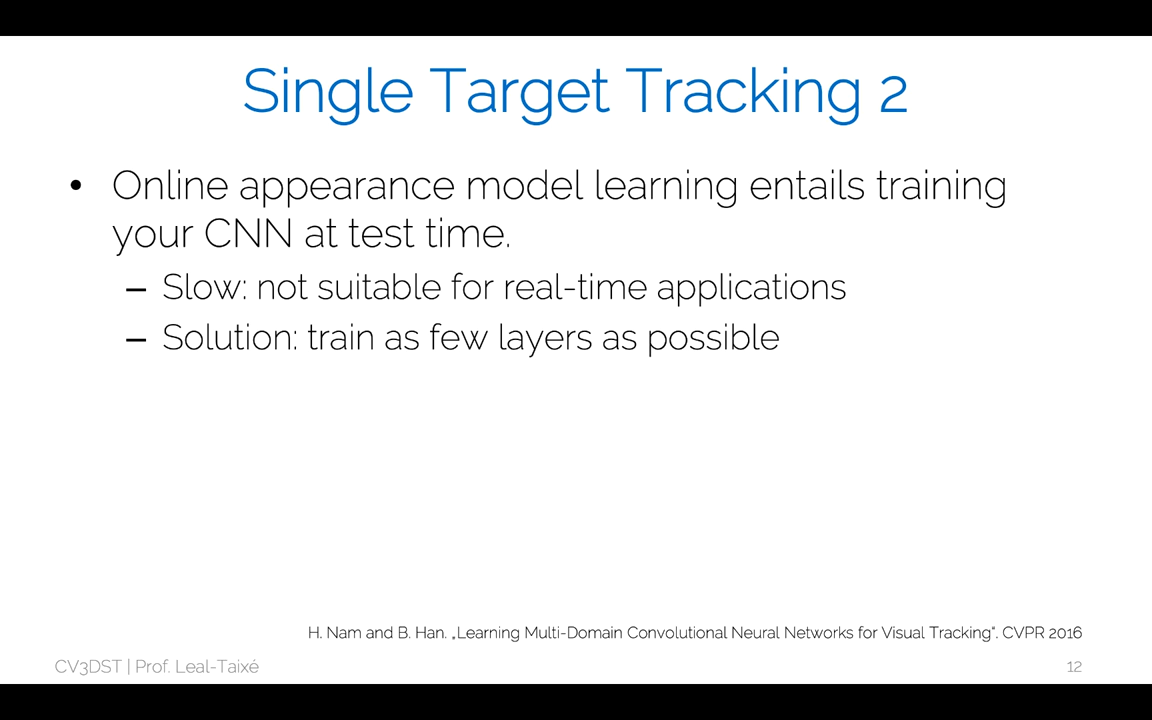 Single Target Tracking 2
• Online appearance model learning entails training
your CNN at test time.
– Slow: not suitable for real-time applications
– Solution: train as few layers as possible
H. Nam and B. Han. „Learning Multi-Domain Convolutional Neural Networks for Visual Tracking“. CVPR 2016
CV3DST | Prof. Leal-Taixé
12